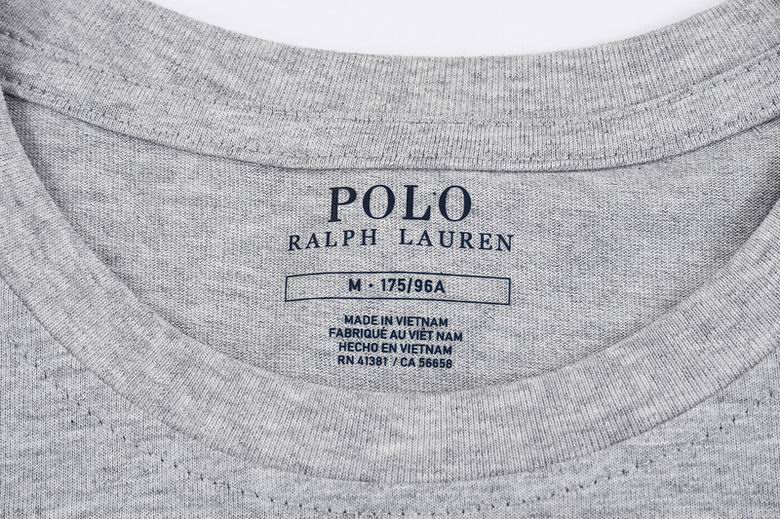 POLO
RALPH LAUREN
M · 175/96A
MADE IN VIETNAM
FABRIQUÉ AU VIÊT NAM
HECHO EN VIETNAM
RN 41381 / CA 56658